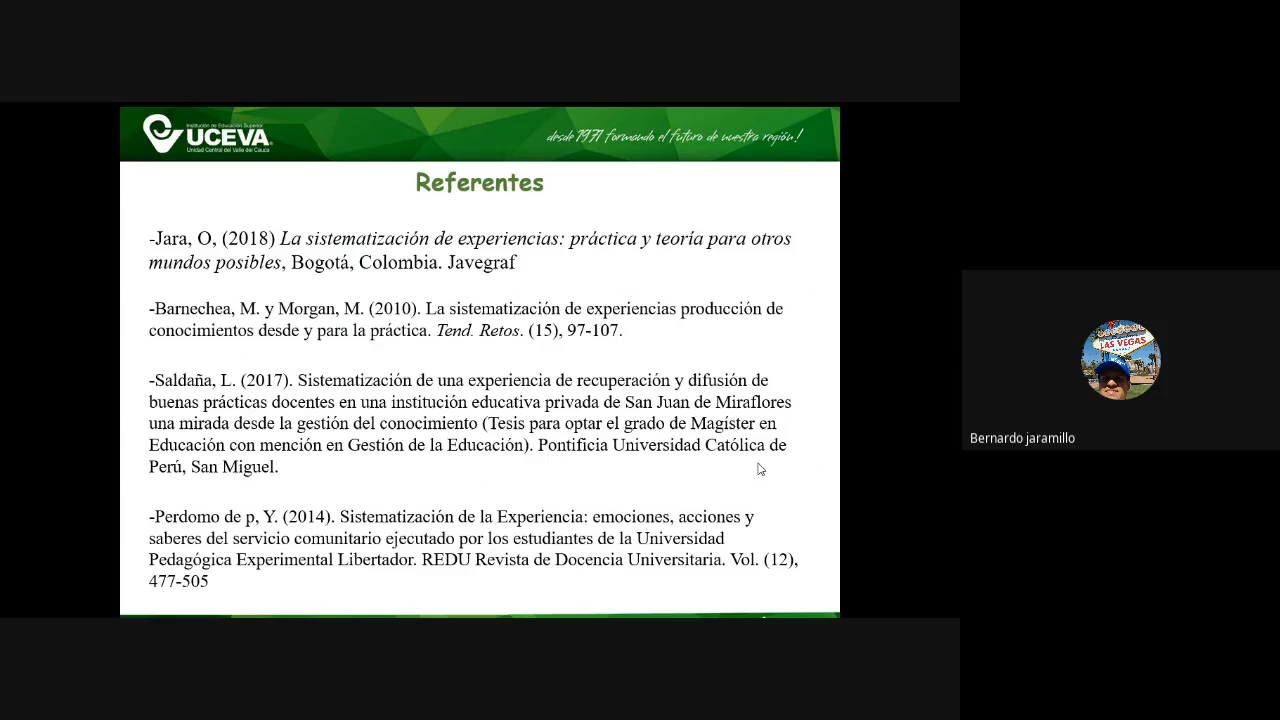 Institución de Educación Superior
UCEVA
Unidad Central del Valle del Cauca
desde 1971 formando el futuro de nuestra región!
Referentes
-Jara, O, (2018) La sistematización de experiencias: práctica y teoría para otros
mundos posibles, Bogotá, Colombia. Javegraf
-Barnechea, M. y Morgan, M. (2010). La sistematización de experiencias producción de
conocimientos desde y para la práctica. Tend. Retos. (15), 97-107.
-Saldaña, L. (2017). Sistematización de una experiencia de recuperación y difusión de
buenas prácticas docentes en una institución educativa privada de San Juan de Miraflores
una mirada desde la gestión del conocimiento (Tesis para optar el grado de Magíster en
Educación con mención en Gestión de la Educación). Pontificia Universidad Católica de
Perú, San Miguel.
-Perdomo de p, Y. (2014). Sistematización de la Experiencia: emociones, acciones y
saberes del servicio comunitario ejecutado por los estudiantes de la Universidad
Pedagógica Experimental Libertador. REDU Revista de Docencia Universitaria. Vol. (12),
477-505
LAS VEGAS
Bernardo jaramillo